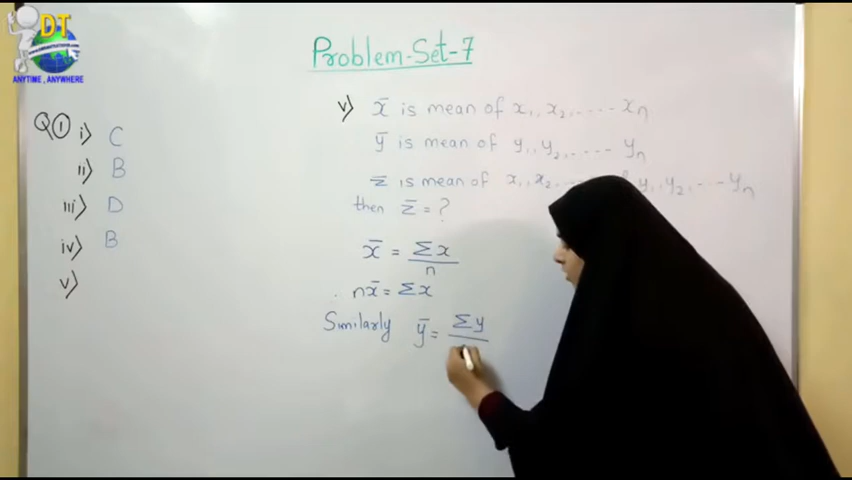 DT
ANYTIME, ANYWHERE
Problem-Set-7
Q① i) C
ii) B
iii) D
iv) B
v)
v) x̄ is mean of x₁, x₂, ..... xₙ
ȳ is mean of y₁, y₂, ..... yₙ
z̄ is mean of x₁, x₂, ... y₁, y₂, ... yₙ
then z̄ = ?
x̄ = Σx / n
nx̄ = Σx
Similarly ȳ = Σy